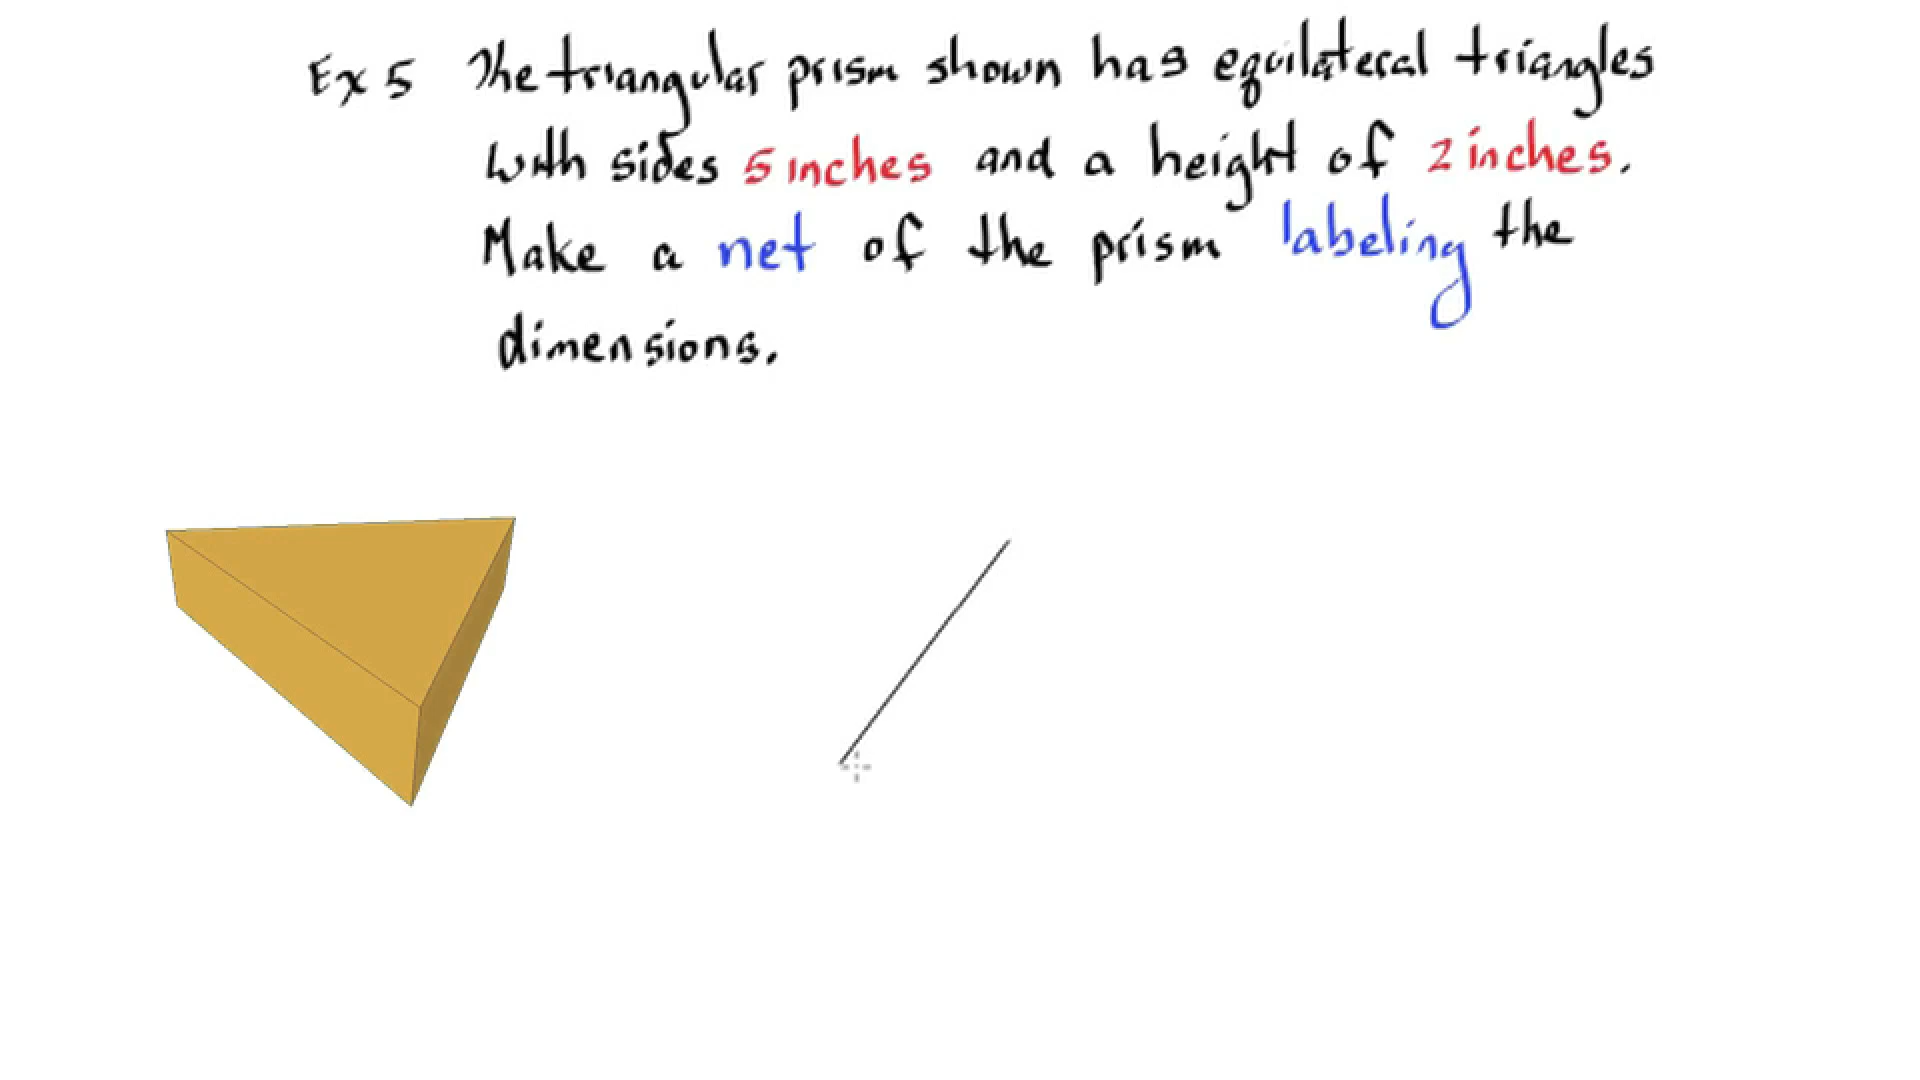 Ex 5 The triangular prism shown has equilateral triangles
with sides 5 inches and a height of 2 inches.
Make a net of the prism labeling the
dimensions.